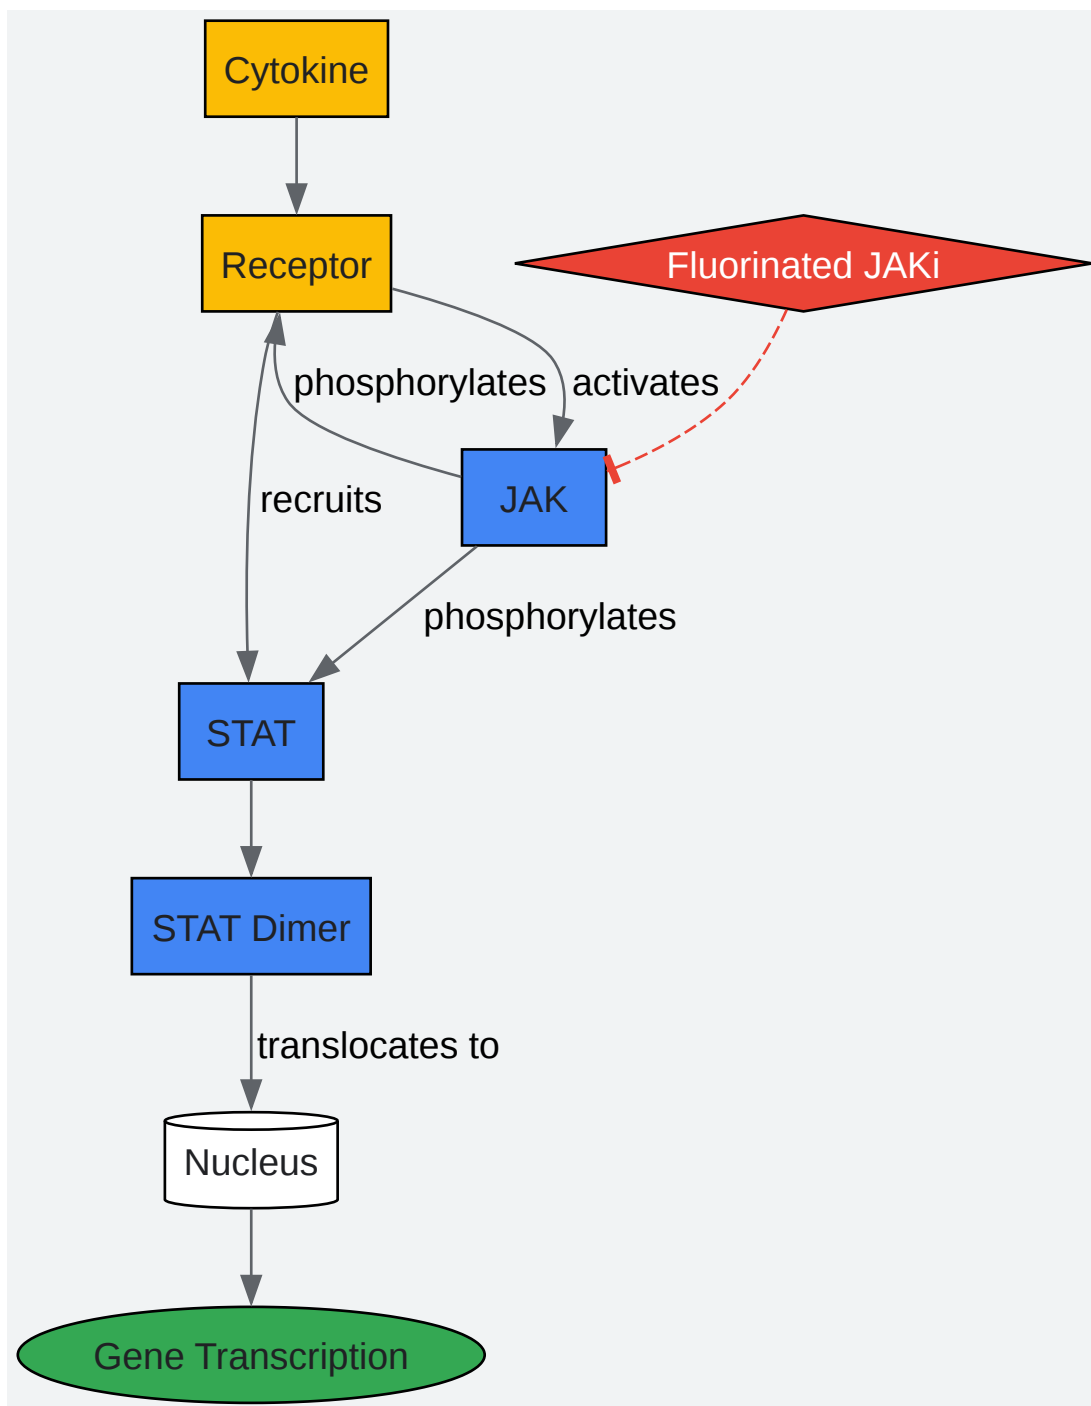 Cytokine
Receptor
Fluorinated JAKi
phosphorylates
activates
recruits
JAK
phosphorylates
STAT
STAT Dimer
translocates to
Nucleus
Gene Transcription